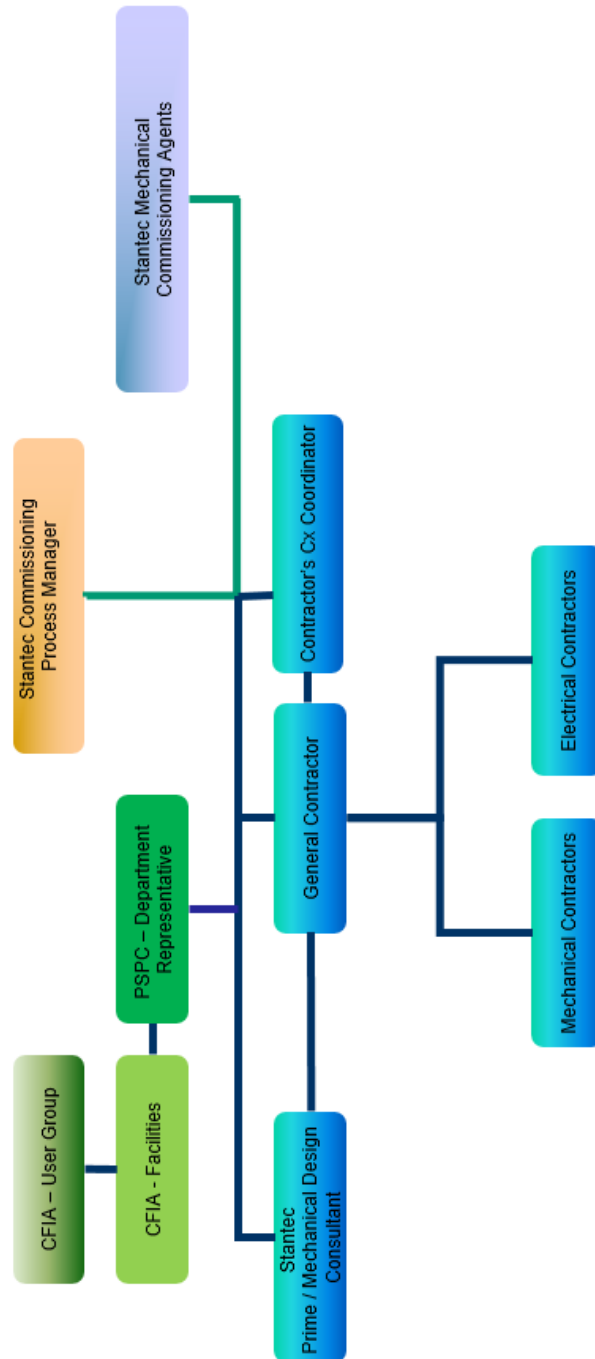 CFIA – User Group
Stantec Commissioning
Process Manager
CFIA - Facilities
PSPC – Department
Representative
Stantec Mechanical
Commissioning Agents
Stantec
Prime / Mechanical Design
Consultant
General Contractor
Contractor's Cx Coordinator
Mechanical Contractors
Electrical Contractors